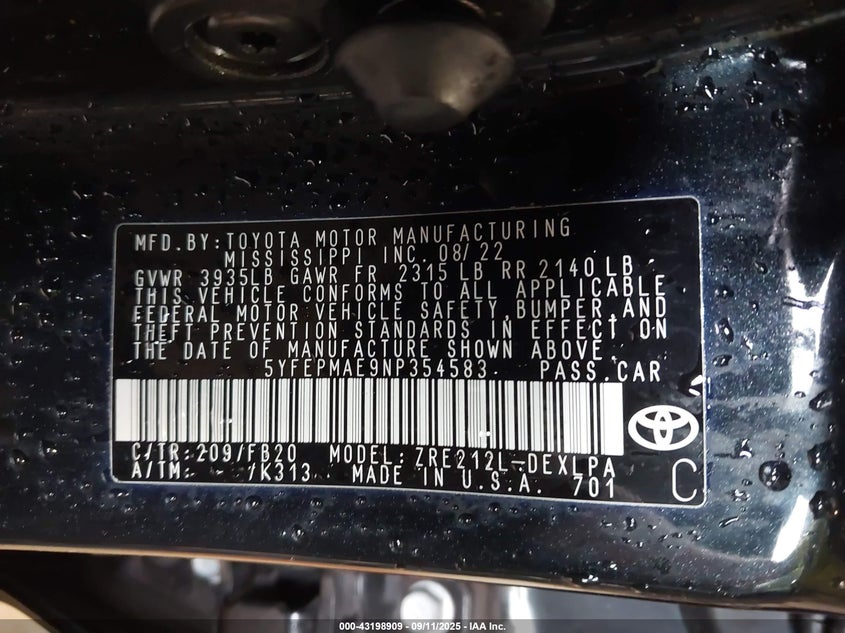 MFD.BY: TOYOTA MOTOR MANUFACTURING
MISSISSIPPI INC. 08/22
GVWR 3935LB GAWR FR 2315 LB RR 2140 LB
THIS VEHICLE CONFORMS TO ALL APPLICABLE
FEDERAL MOTOR VEHICLE SAFETY, BUMPER, AND
THEFT PREVENTION STANDARDS IN EFFECT ON
THE DATE OF MANUFACTURE SHOWN ABOVE.
5YFEPMAE9NP354583 PASS.CAR
C/TR: 209/FB20 MODEL: ZRE212L-DEXLPA
A/TM: - /K313 MADE IN U.S.A. 701 C
000-43198909 - 09/11/2025 - IAA Inc.